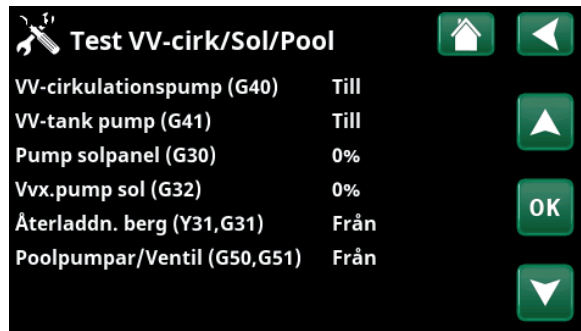 Test VV-cirk/Sol/Pool
VV-cirkulationspump (G40) Till
VV-tank pump (G41) Till
Pump solpanel (G30) 0%
Vvx.pump sol (G32) 0%
Återladdn. berg (Y31,G31) Från
Poolpumpar/Ventil (G50,G51) Från
OK